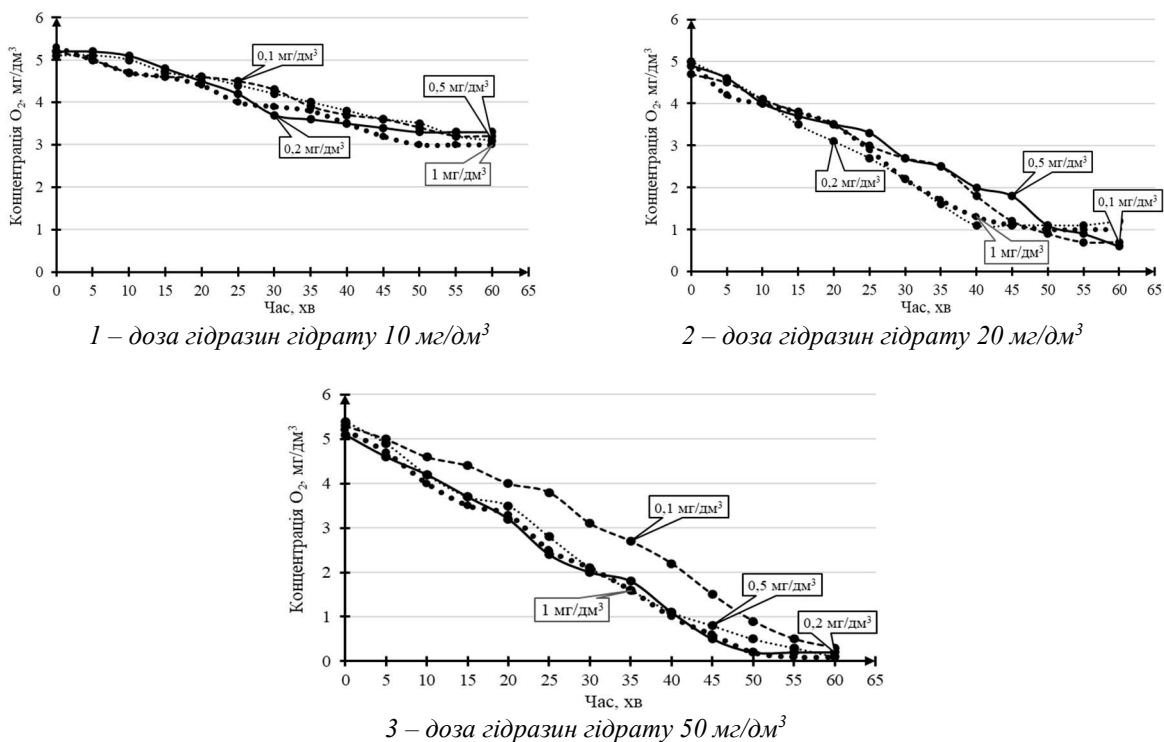 Концентрація O₂, мг/дм³
6
5
4
3
2
1
0
0,1 мг/дм³
0,5 мг/дм³
0,2 мг/дм³
1 мг/дм³
0 5 10 15 20 25 30 35 40 45 50 55 60 65
Час, хв
1 – доза гідразин гідрату 10 мг/дм³
Концентрація O₂, мг/дм³
6
5
4
3
2
1
0
0,5 мг/дм³
0,2 мг/дм³
0,1 мг/дм³
1 мг/дм³
0 5 10 15 20 25 30 35 40 45 50 55 60 65
Час, хв
2 – доза гідразин гідрату 20 мг/дм³
Концентрація O₂, мг/дм³
6
5
4
3
2
1
0
0,1 мг/дм³
0,5 мг/дм³
1 мг/дм³
0,2 мг/дм³
0 5 10 15 20 25 30 35 40 45 50 55 60 65
Час, хв
3 – доза гідразин гідрату 50 мг/дм³